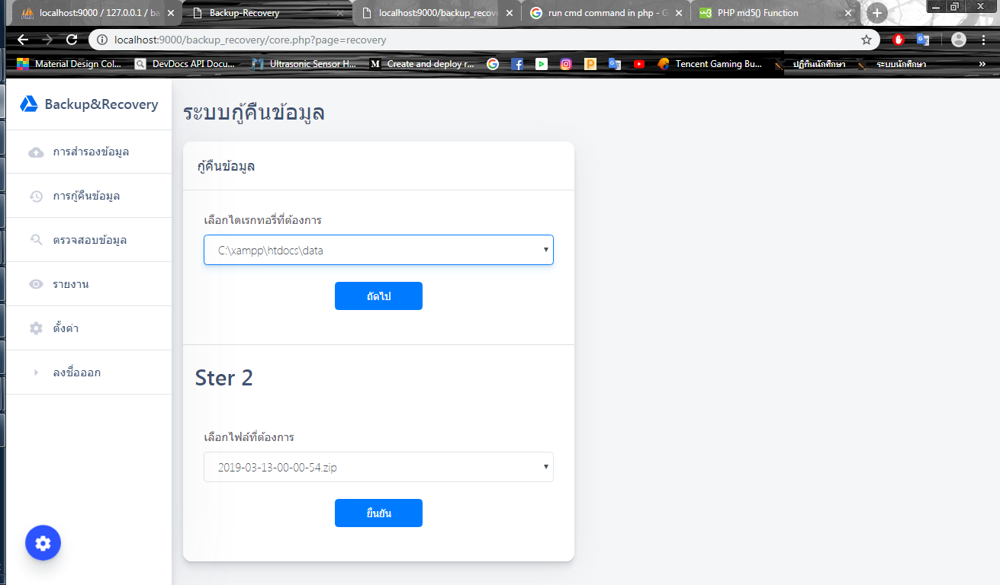 localhost:9000 / 127.0.0.1 / ba
Backup-Recovery
localhost:9000/backup_recove
run cmd command in php - G
PHP md5() Function
localhost:9000/backup_recovery/core.php?page=recovery
Material Design Col...
DevDocs API Docu...
Ultrasonic Sensor H...
Create and deploy r...
Tencent Gaming Bu...
ปฏิทินนักศึกษา
ระบบนักศึกษา
Backup&Recovery
การสำรองข้อมูล
การกู้คืนข้อมูล
ตรวจสอบข้อมูล
รายงาน
ตั้งค่า
ลงชื่อออก
ระบบกู้คืนข้อมูล
กู้คืนข้อมูล
เลือกไดเรกทอรี่ที่ต้องการ
C:\xampp\htdocs\data
ถัดไป
Ster 2
เลือกไฟล์ที่ต้องการ
2019-03-13-00-00-54.zip
ยืนยัน